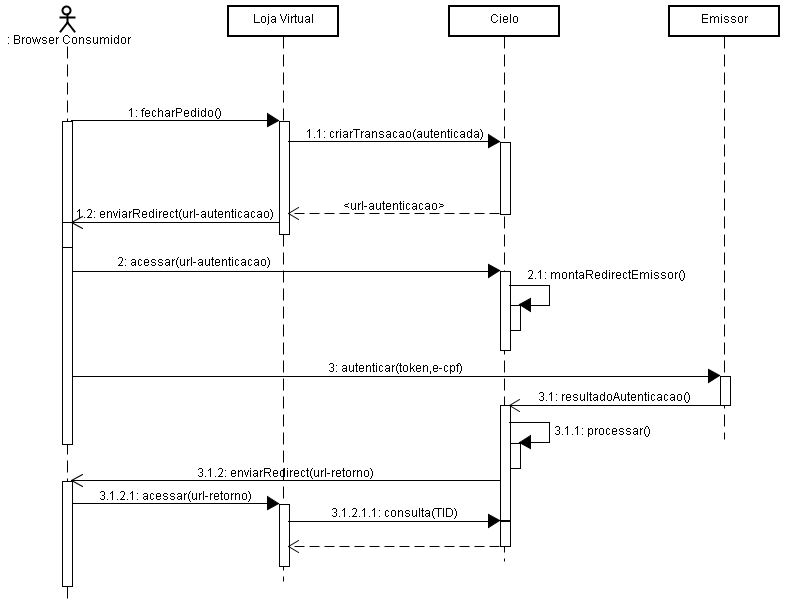 Loja Virtual
Cielo
Emissor
: Browser Consumidor
1: fecharPedido()
1.1: criarTransacao(autenticada)
<url-autenticacao>
1.2: enviarRedirect(url-autenticacao)
2: acessar(url-autenticacao)
2.1: montaRedirectEmissor()
3: autenticar(token,e-cpf)
3.1: resultadoAutenticacao()
3.1.1: processar()
3.1.2: enviarRedirect(url-retorno)
3.1.2.1: acessar(url-retorno)
3.1.2.1.1: consulta(TID)